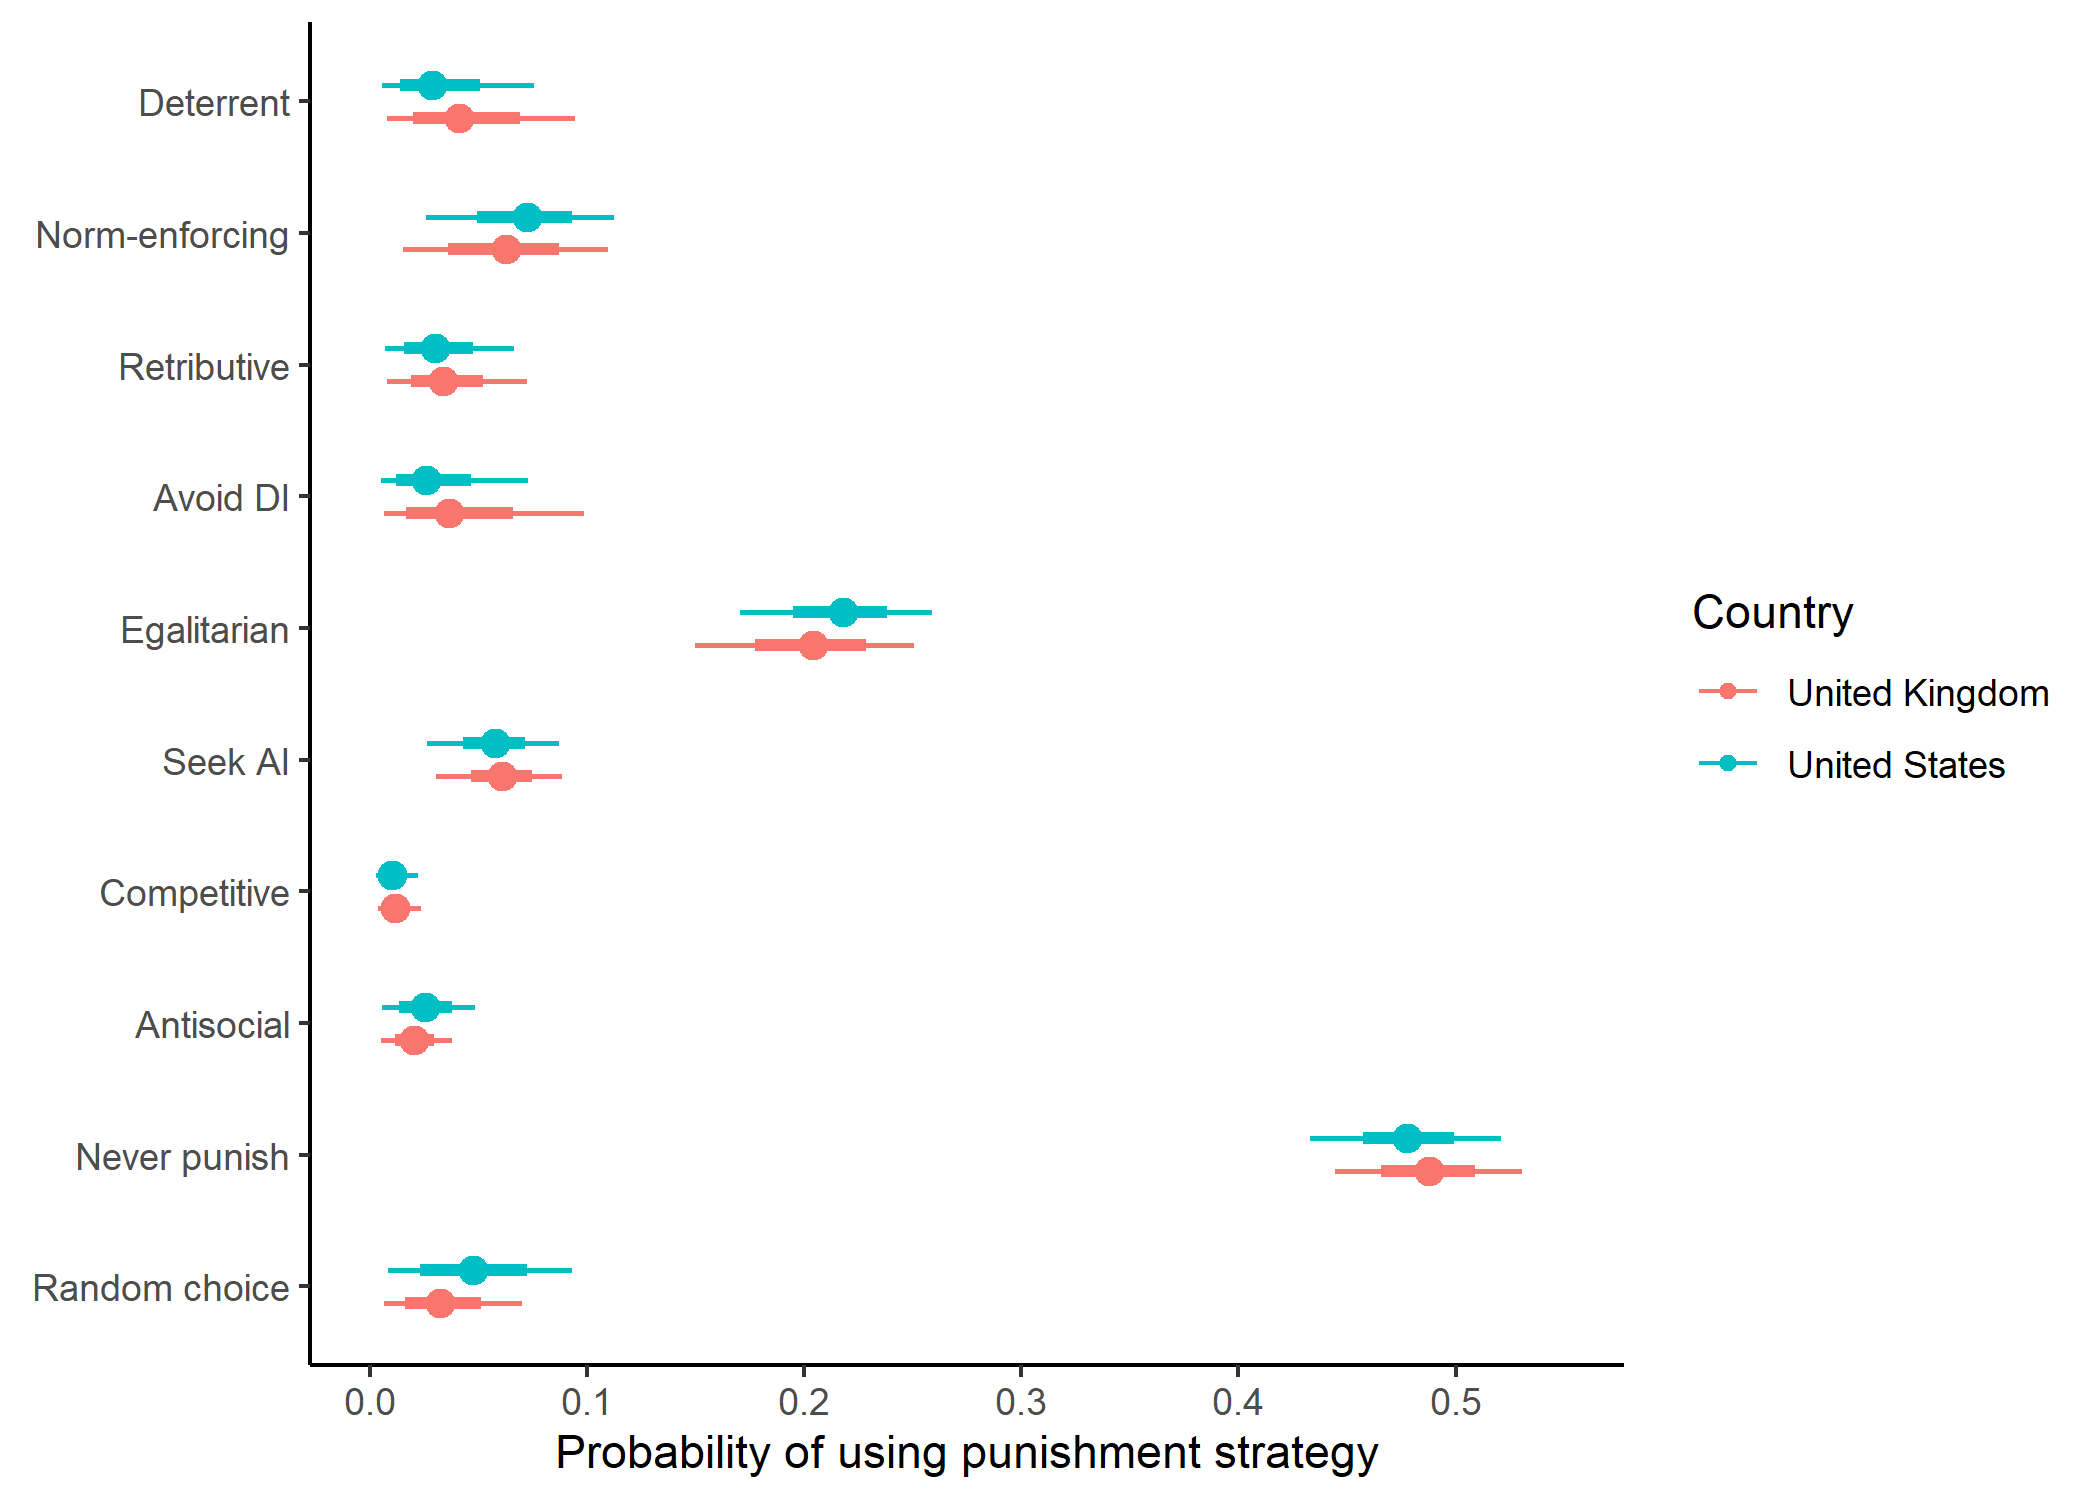 Deterrent
Norm-enforcing
Retributive
Avoid DI
Egalitarian
Seek AI
Competitive
Antisocial
Never punish
Random choice
0.0 0.1 0.2 0.3 0.4 0.5
Probability of using punishment strategy
Country
United Kingdom
United States